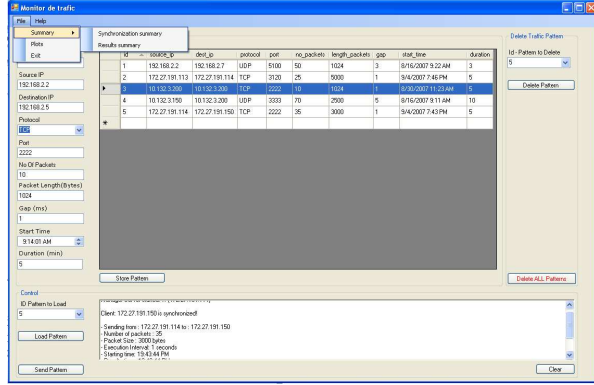 Monitor de trafic
File Help
Summary
Plots
Exit
Synchronization summary
Results summary
id source_ip dest_ip protocol port no_packets length_packets gap start_time duration
1 192.168.2.2 192.168.2.7 UDP 5100 50 1024 3 8/16/2007 9:22 AM 3
2 172.27.191.113 172.27.191.114 TCP 3120 25 5000 1 9/4/2007 7:46 PM 5
3 10.132.3.200 10.132.3.200 TCP 2222 10 1024 1 8/30/2007 11:23 AM 5
4 10.132.3.150 10.132.3.200 UDP 3333 70 2500 5 8/16/2007 9:11 AM 10
5 172.27.191.114 172.27.191.150 TCP 2222 35 3000 1 9/4/2007 7:43 PM 5
Source IP
192.168.2.2
Destination IP
192.168.2.5
Protocol
TCP
Port
2222
No Of Packets
10
Packet Length(Bytes)
1024
Gap (ms)
1
Start Time
9:14:01 AM
Duration (min)
5
Store Pattern
Delete Traffic Pattern
Id - Pattern to Delete
5
Delete Pattern
Delete ALL Patterns
Control
ID Pattern to Load
5
Load Pattern
Send Pattern
Client: 172.27.191.150 is synchronized!
- Sending from : 172.27.191.114 to : 172.27.191.150
- Number of packets : 35
- Packet Size : 3000 bytes
- Execution Interval: 1 seconds
- Starting time: 19:43:44 PM
Clear